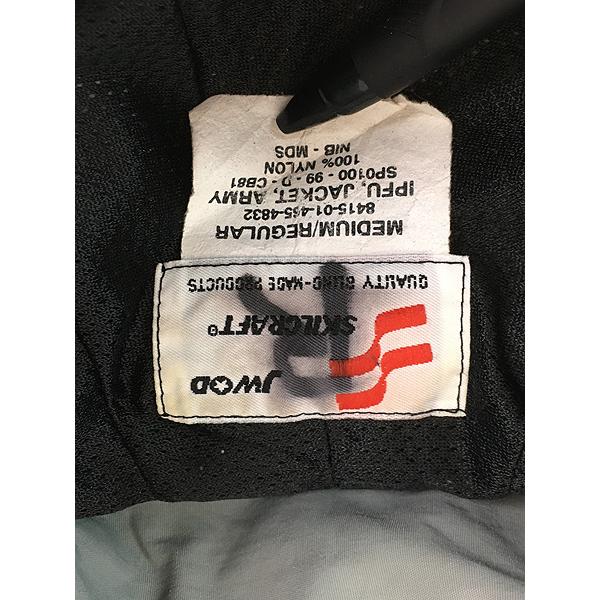 JWOD
SKILCRAFT®
QUALITY BLIND-MADE PRODUCTS
MEDIUM/REGULAR
8415-01-465-4832
IPFU, JACKET, ARMY
SP0100 - 99 - D - CB81
100% NYLON
NIB - MDS